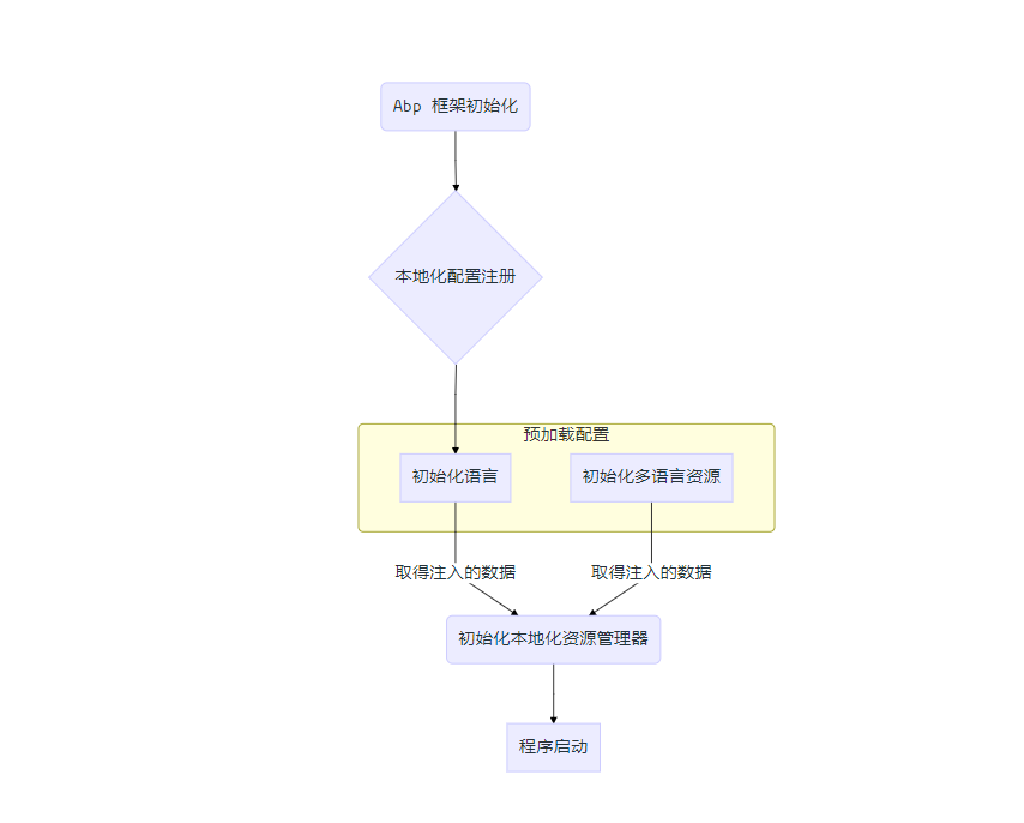 Abp 框架初始化
本地化配置注册
预加载配置
初始化语言
初始化多语言资源
取得注入的数据
取得注入的数据
初始化本地化资源管理器
程序启动